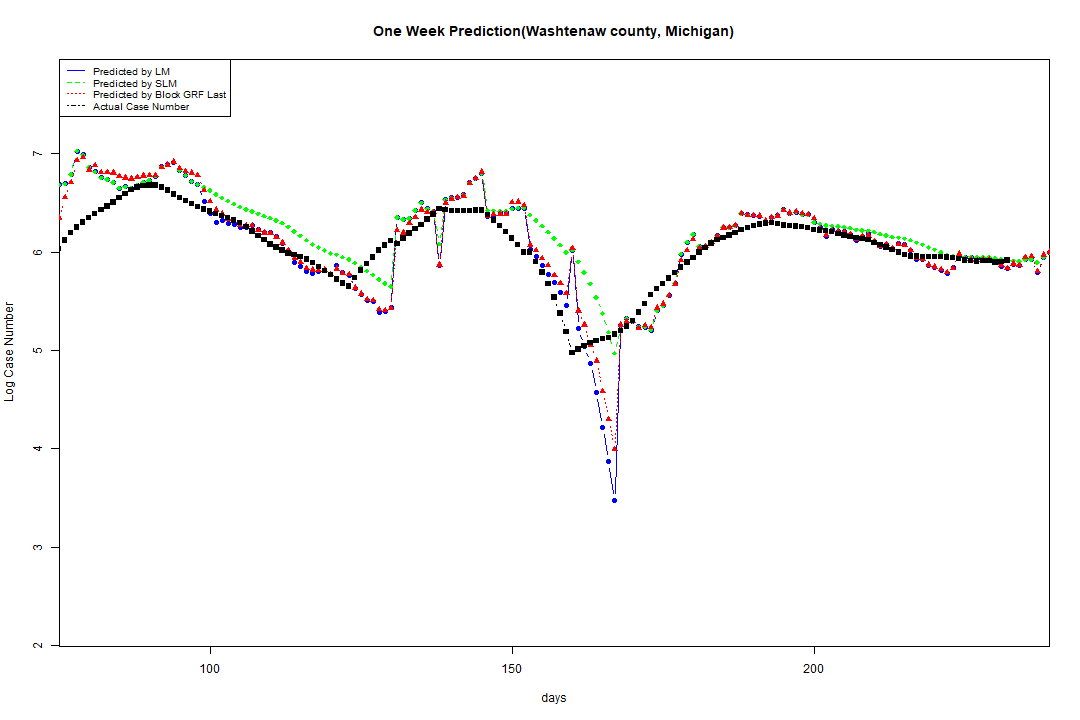 One Week Prediction(Washtenaw county, Michigan)
Predicted by LM
Predicted by SLM
Predicted by Block GRF Last
Actual Case Number
Log Case Number
7
6
5
4
3
2
100
150
200
days